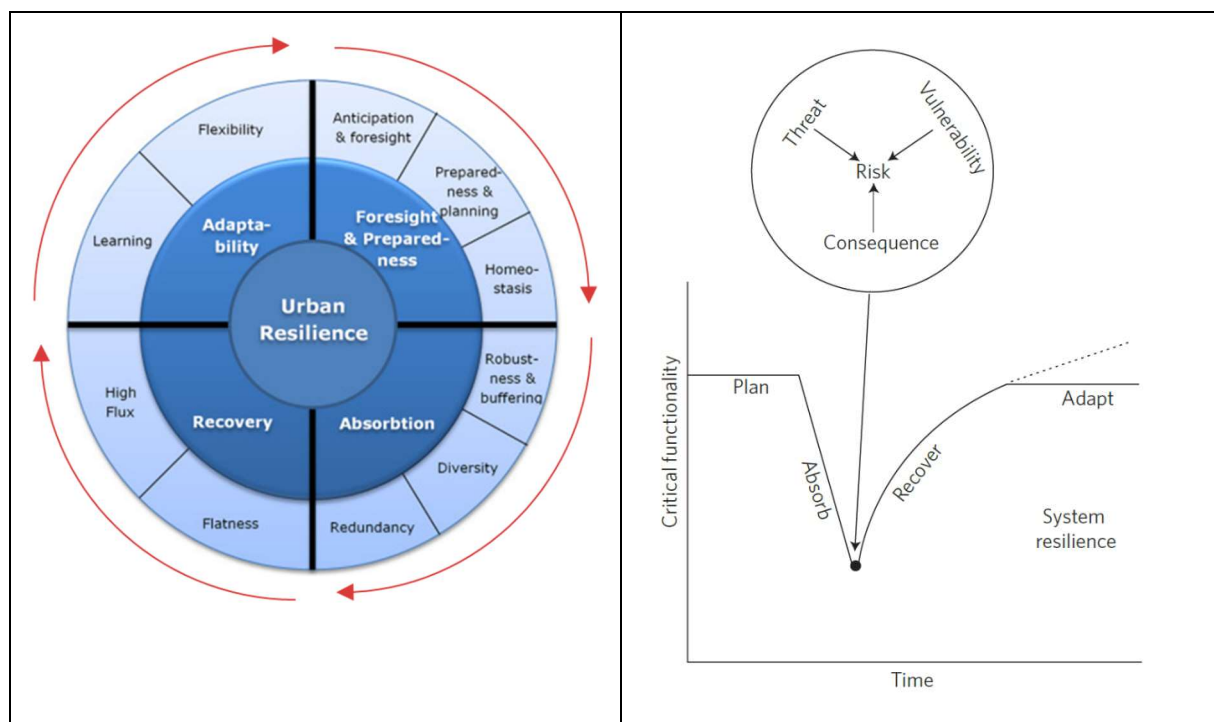 Flexibility
Anticipation
& foresight
Prepared-
ness &
planning
Homeo-
stasis
Learning
Adapta-
bility
Foresight
& Prepared-
ness
Urban
Resilience
High
Flux
Recovery
Absorbtion
Robust-
ness &
buffering
Diversity
Flatness
Redundancy
Threat
Vulnerability
Risk
Consequence
Critical functionality
Plan
Absorb
Recover
Adapt
System
resilience
Time